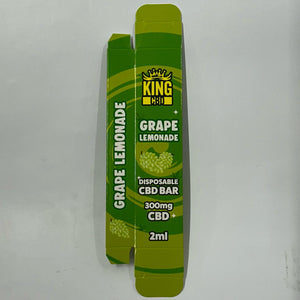 KING
CBD
GRAPE
LEMONADE
DISPOSABLE
CBD BAR
300mg
CBD
2ml
GRAPE LEMONADE